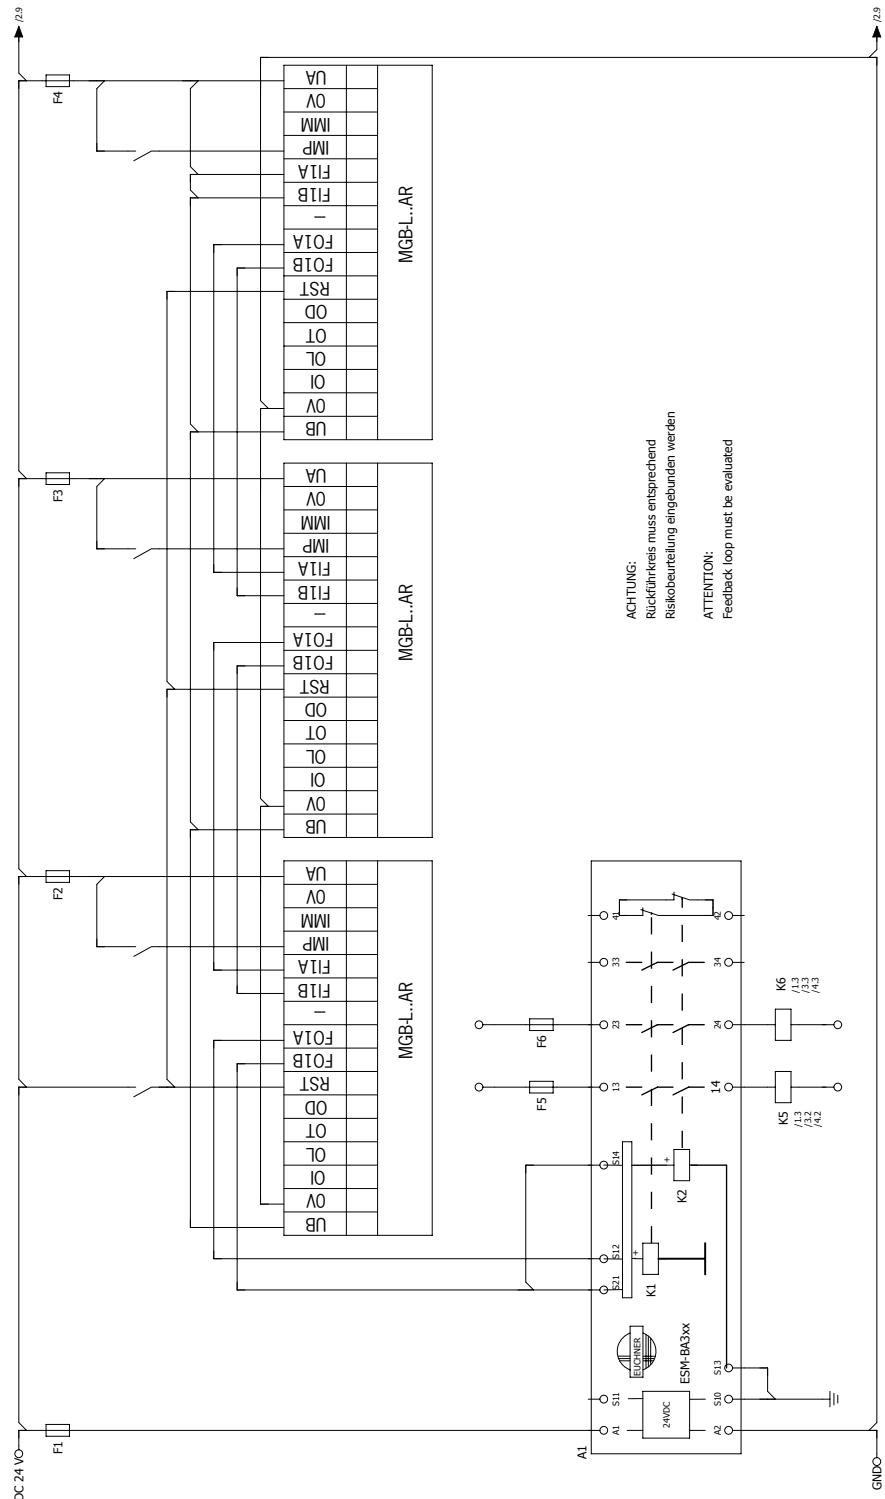 /2.9
/2.9
F4
UA
0V
IMM
IMP
FI1A
FI1B
–
FO1A
FO1B
RST
OD
OT
OL
OI
0V
UB
MGB-L..AR
F3
UA
0V
IMM
IMP
FI1A
FI1B
–
FO1A
FO1B
RST
OD
OT
OL
OI
0V
UB
MGB-L..AR
ACHTUNG:
Rückführkreis muss entsprechend
Risikobeurteilung eingebunden werden
ATTENTION:
Feedback loop must be evaluated
F2
UA
0V
IMM
IMP
FI1A
FI1B
–
FO1A
FO1B
RST
OD
OT
OL
OI
0V
UB
MGB-L..AR
41
42
33
34
F6
23
24
K6
/1.3
/3.3
/4.3
F5
13
14
K5
/1.3
/3.2
/4.2
S14
+
K2
S12
+
S21
K1
EUCHNER
ESM-BA3xx
S13
S11
S10
24VDC
A1
A2
A1
F1
DC 24 V
GND